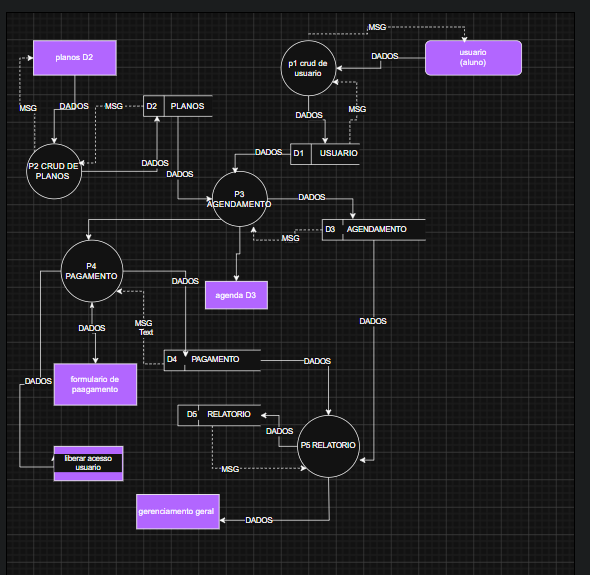 MSG
usuario
(aluno)
DADOS
p1 crud de
usuario
planos D2
MSG
DADOS
MSG
D2
PLANOS
MSG
DADOS
DADOS
D1
USUARIO
P2 CRUD DE
PLANOS
DADOS
DADOS
P3
AGENDAMENTO
DADOS
D3
AGENDAMENTO
MSG
P4
PAGAMENTO
DADOS
agenda D3
MSG
Text
DADOS
DADOS
D4
PAGAMENTO
DADOS
DADOS
formulario de
paagamento
D5
RELATORIO
DADOS
P5 RELATORIO
liberar acesso
usuario
MSG
gerenciamento geral
DADOS